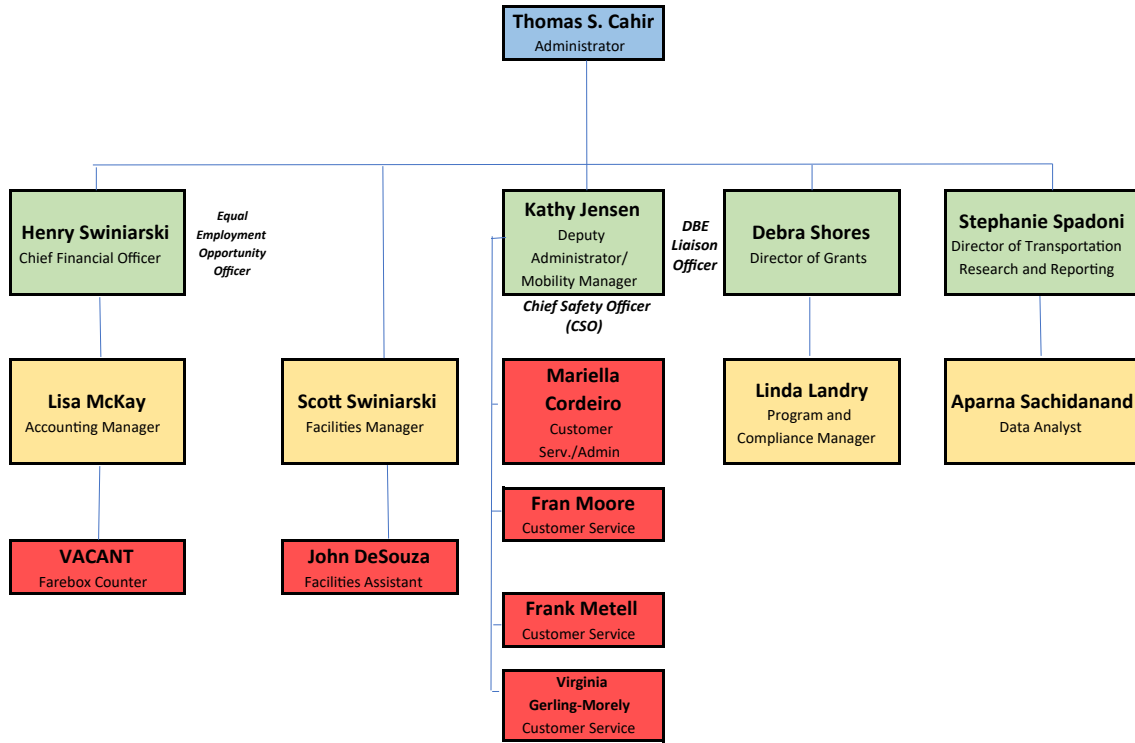 Thomas S. Cahir
Administrator
Henry Swiniarski
Chief Financial Officer
Equal
Employment
Opportunity
Officer
Kathy Jensen
Deputy
Administrator/
Mobility Manager
Chief Safety Officer
(CSO)
DBE
Liaison
Officer
Debra Shores
Director of Grants
Stephanie Spadoni
Director of Transportation
Research and Reporting
Lisa McKay
Accounting Manager
Scott Swiniarski
Facilities Manager
Mariella
Cordeiro
Customer
Serv./Admin
Linda Landry
Program and
Compliance Manager
Aparna Sachidanand
Data Analyst
Fran Moore
Customer Service
VACANT
Farebox Counter
John DeSouza
Facilities Assistant
Frank Metell
Customer Service
Virginia
Gerling-Morely
Customer Service